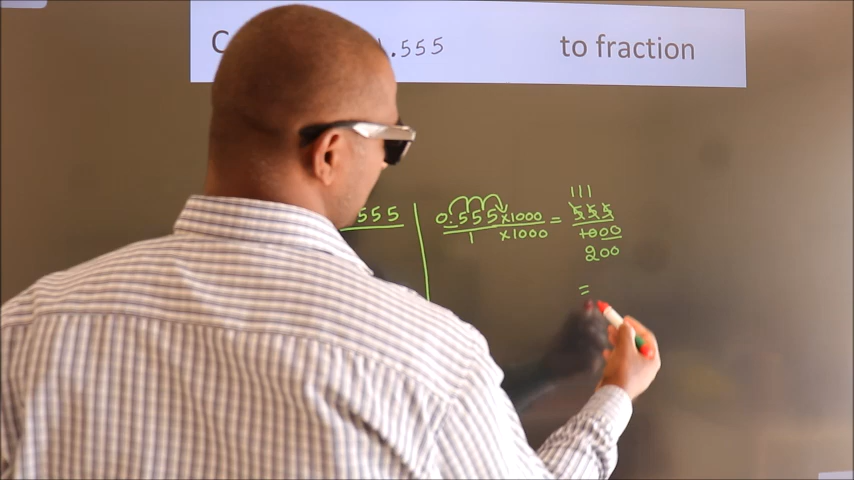 .555 to fraction
555
0.555 x1000 = 555
1 x1000 1000
111
200
=